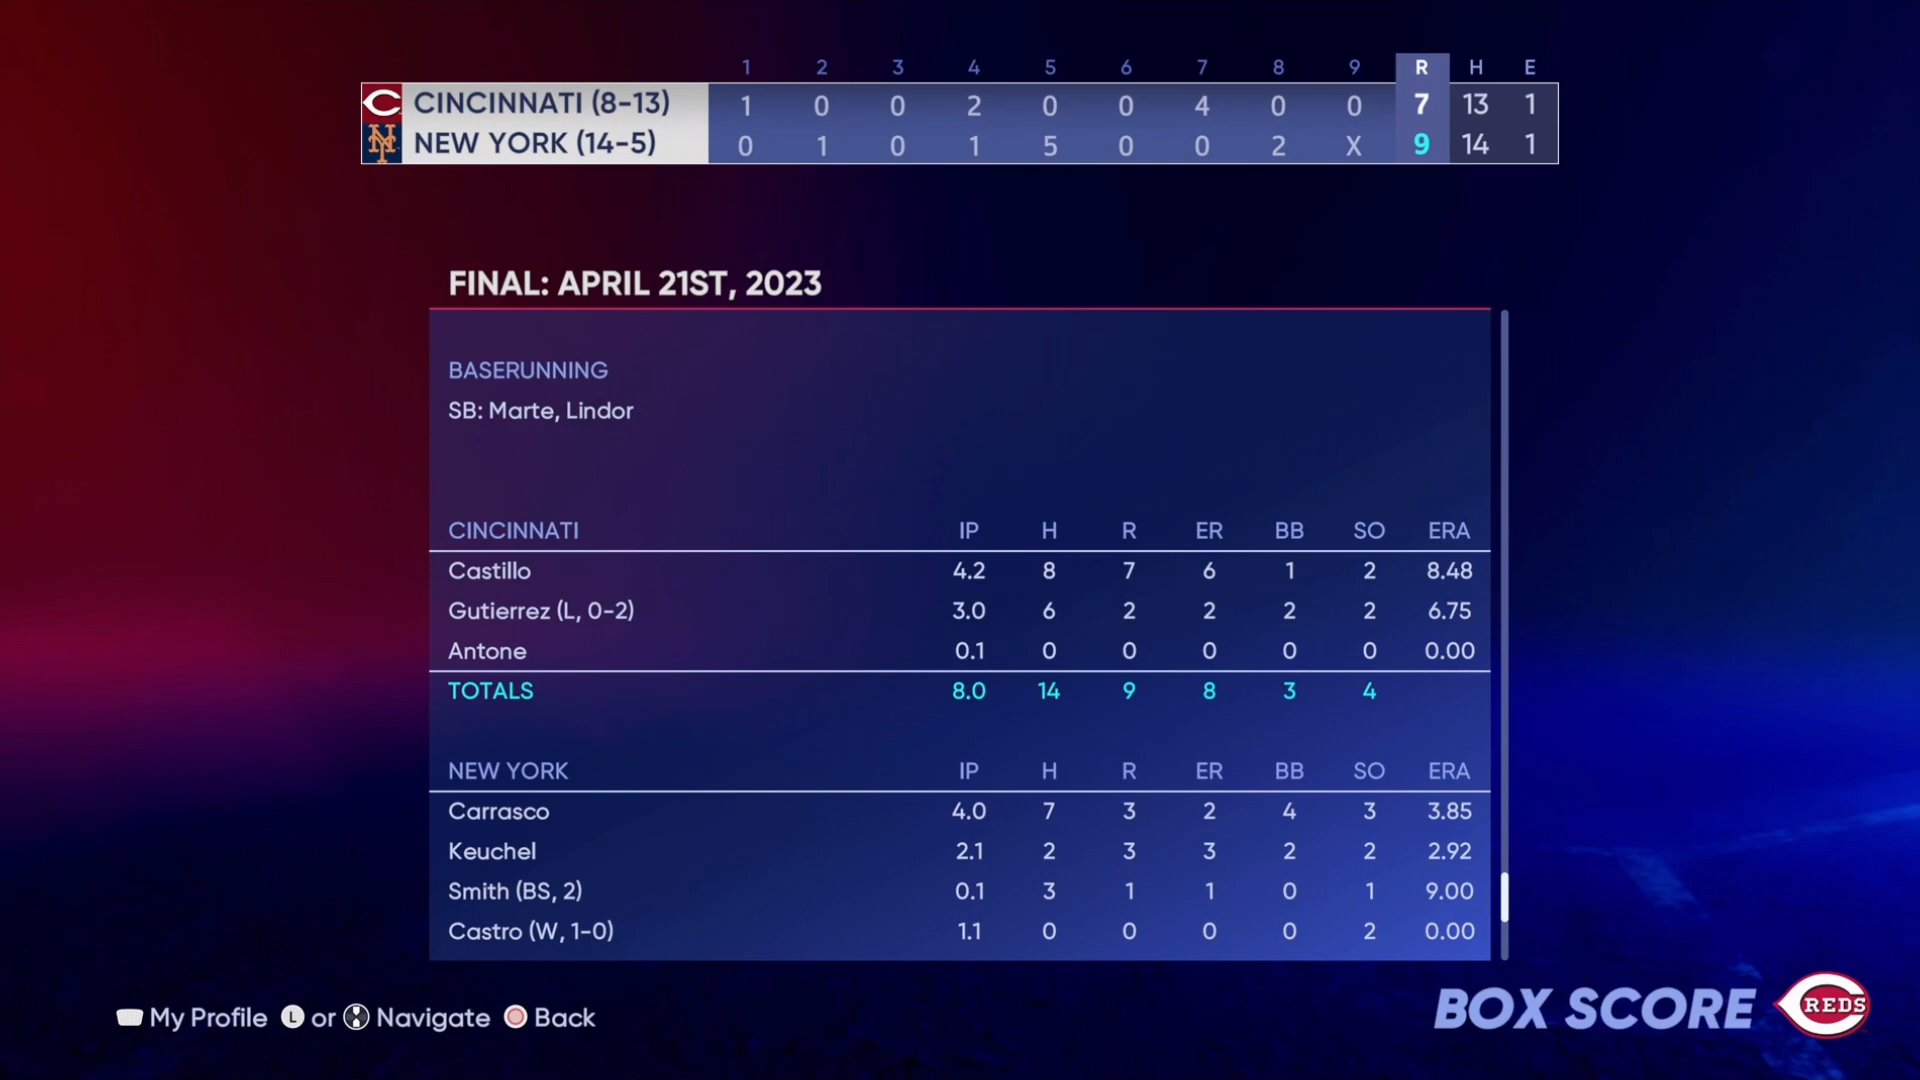 1 2 3 4 5 6 7 8 9 R H E
CINCINNATI (8-13) 1 0 0 2 0 0 4 0 0 7 13 1
NEW YORK (14-5) 0 1 0 1 5 0 0 2 X 9 14 1
FINAL: APRIL 21ST, 2023
BASERUNNING
SB: Marte, Lindor
CINCINNATI IP H R ER BB SO ERA
Castillo 4.2 8 7 6 1 2 8.48
Gutierrez (L, 0-2) 3.0 6 2 2 2 2 6.75
Antone 0.1 0 0 0 0 0 0.00
TOTALS 8.0 14 9 8 3 4
NEW YORK IP H R ER BB SO ERA
Carrasco 4.0 7 3 2 4 3 3.85
Keuchel 2.1 2 3 3 2 2 2.92
Smith (BS, 2) 0.1 3 1 1 0 1 9.00
Castro (W, 1-0) 1.1 0 0 0 0 2 0.00
My Profile L or Navigate Back
BOX SCORE REDS